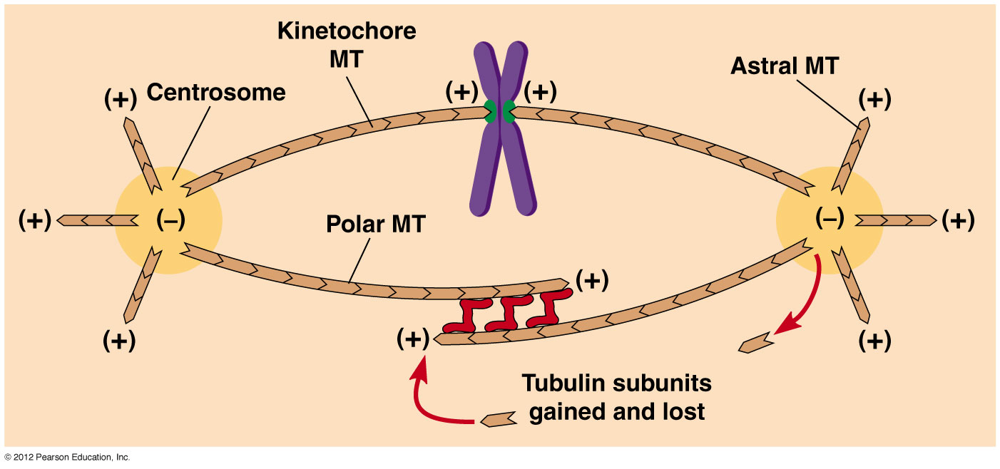 Kinetochore
MT
Astral MT
(+)
Centrosome
(+)
(+)
(+)
(+)
(–)
Polar MT
(–)
(+)
(+)
(+)
(+)
(+)
Tubulin subunits
gained and lost
© 2012 Pearson Education, Inc.